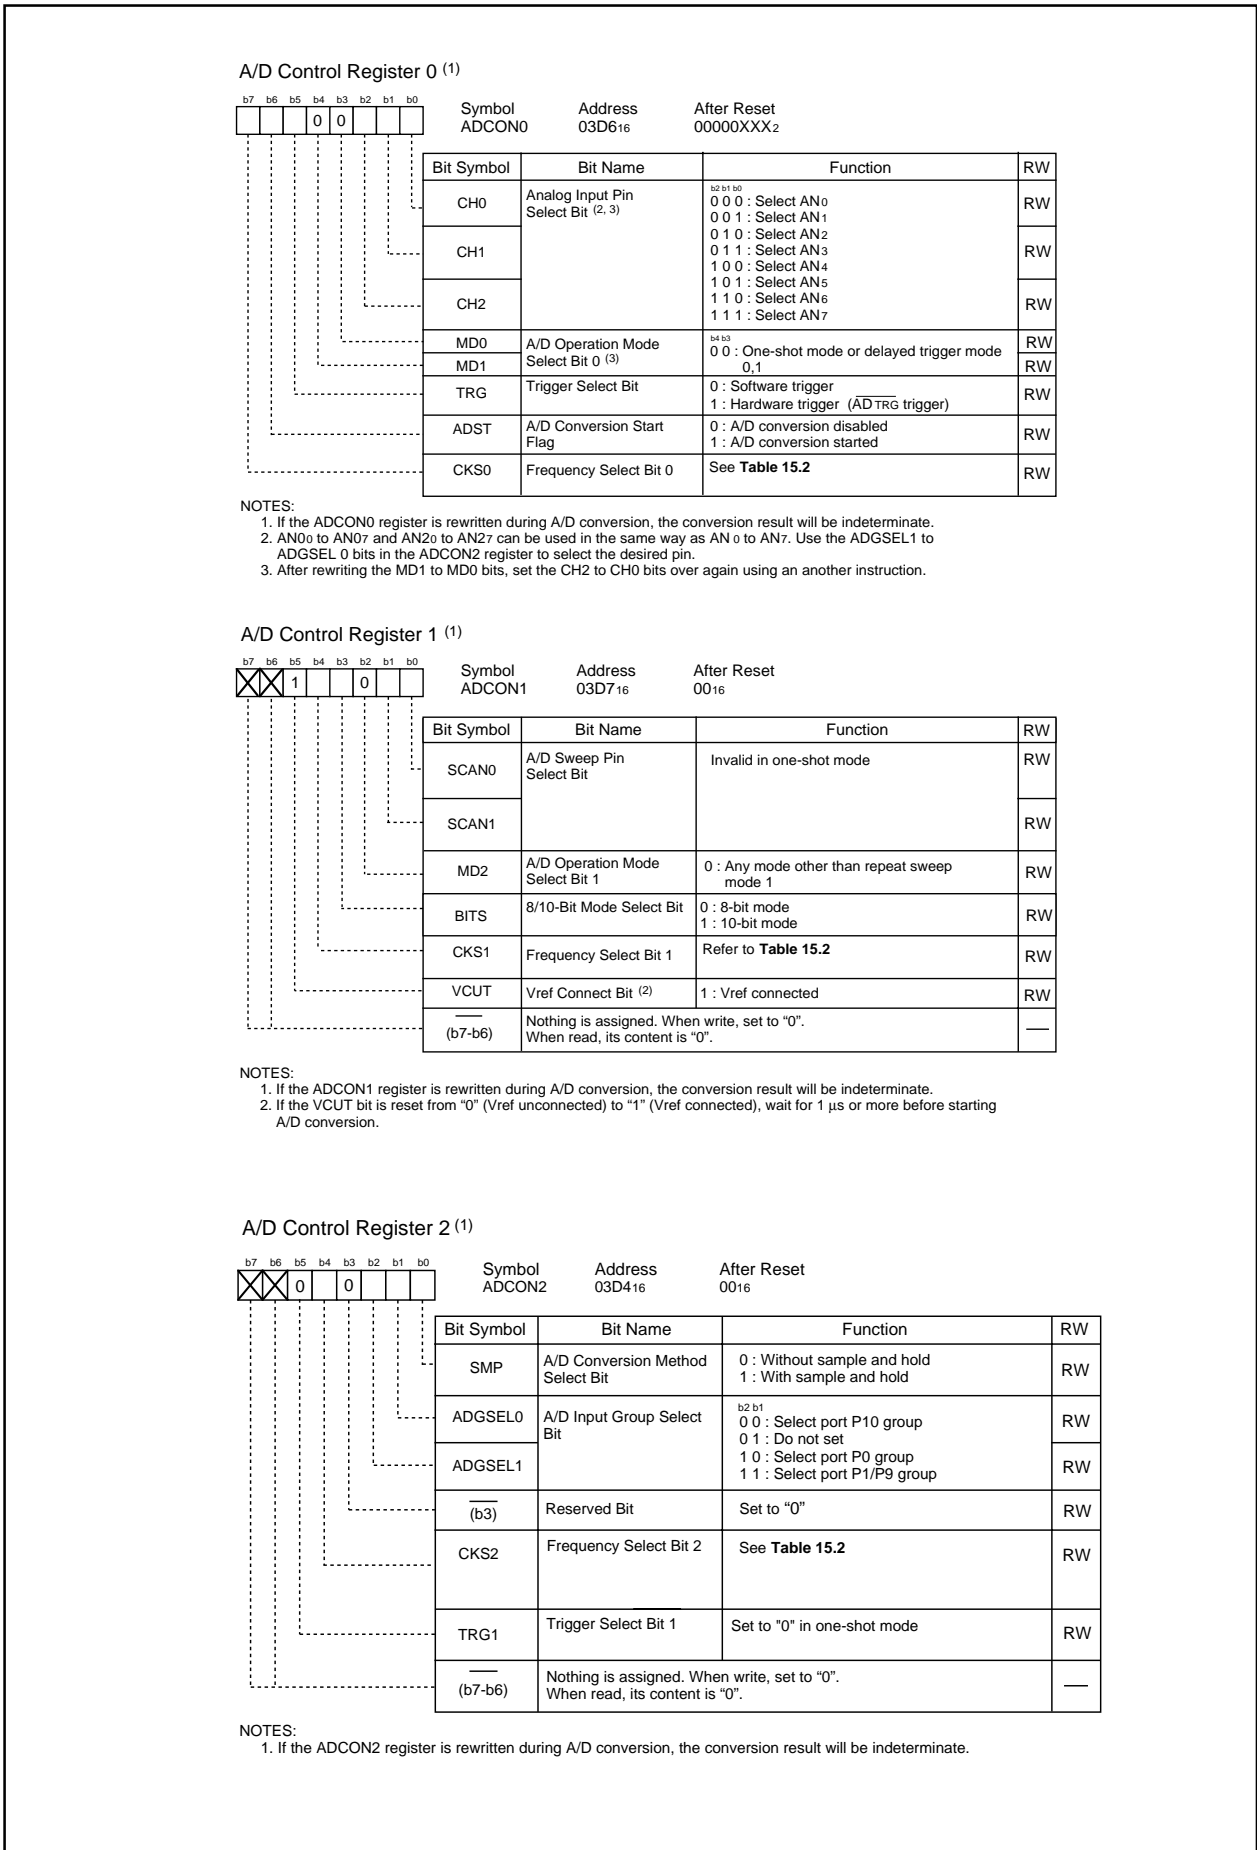 A/D Control Register 0 (1)
b7 b6 b5 b4 b3 b2 b1 b0
0 0
Symbol Address After Reset
ADCON0 03D616 00000XXX2
Bit Symbol Bit Name Function RW
CH0 Analog Input Pin Select Bit (2, 3) RW
b2 b1 b0
0 0 0 : Select AN0
0 0 1 : Select AN1
0 1 0 : Select AN2
0 1 1 : Select AN3
1 0 0 : Select AN4
1 0 1 : Select AN5
1 1 0 : Select AN6
1 1 1 : Select AN7
CH1 RW
CH2 RW
MD0 A/D Operation Mode Select Bit 0 (3) RW
b4 b3
0 0 : One-shot mode or delayed trigger mode
0,1
MD1 RW
TRG Trigger Select Bit RW
0 : Software trigger
1 : Hardware trigger (ADTRG trigger)
ADST A/D Conversion Start Flag RW
0 : A/D conversion disabled
1 : A/D conversion started
CKS0 Frequency Select Bit 0 See Table 15.2 RW
NOTES:
1. If the ADCON0 register is rewritten during A/D conversion, the conversion result will be indeterminate.
2. AN00 to AN07 and AN20 to AN27 can be used in the same way as AN 0 to AN7. Use the ADGSEL1 to
ADGSEL 0 bits in the ADCON2 register to select the desired pin.
3. After rewriting the MD1 to MD0 bits, set the CH2 to CH0 bits over again using an another instruction.
A/D Control Register 1 (1)
b7 b6 b5 b4 b3 b2 b1 b0
1 0
Symbol Address After Reset
ADCON1 03D716 0016
Bit Symbol Bit Name Function RW
SCAN0 A/D Sweep Pin Select Bit Invalid in one-shot mode RW
SCAN1 RW
MD2 A/D Operation Mode Select Bit 1 RW
0 : Any mode other than repeat sweep
mode 1
BITS 8/10-Bit Mode Select Bit RW
0 : 8-bit mode
1 : 10-bit mode
CKS1 Frequency Select Bit 1 Refer to Table 15.2 RW
VCUT Vref Connect Bit (2) 1 : Vref connected RW
(b7-b6) Nothing is assigned. When write, set to “0”.
When read, its content is “0”.
NOTES:
1. If the ADCON1 register is rewritten during A/D conversion, the conversion result will be indeterminate.
2. If the VCUT bit is reset from “0” (Vref unconnected) to “1” (Vref connected), wait for 1 µs or more before starting
A/D conversion.
A/D Control Register 2 (1)
b7 b6 b5 b4 b3 b2 b1 b0
0 0
Symbol Address After Reset
ADCON2 03D416 0016
Bit Symbol Bit Name Function RW
SMP A/D Conversion Method Select Bit RW
0 : Without sample and hold
1 : With sample and hold
ADGSEL0 A/D Input Group Select Bit RW
b2 b1
0 0 : Select port P10 group
0 1 : Do not set
1 0 : Select port P0 group
1 1 : Select port P1/P9 group
ADGSEL1 RW
(b3) Reserved Bit Set to “0” RW
CKS2 Frequency Select Bit 2 See Table 15.2 RW
TRG1 Trigger Select Bit 1 Set to "0" in one-shot mode RW
(b7-b6) Nothing is assigned. When write, set to “0”.
When read, its content is “0”.
NOTES:
1. If the ADCON2 register is rewritten during A/D conversion, the conversion result will be indeterminate.